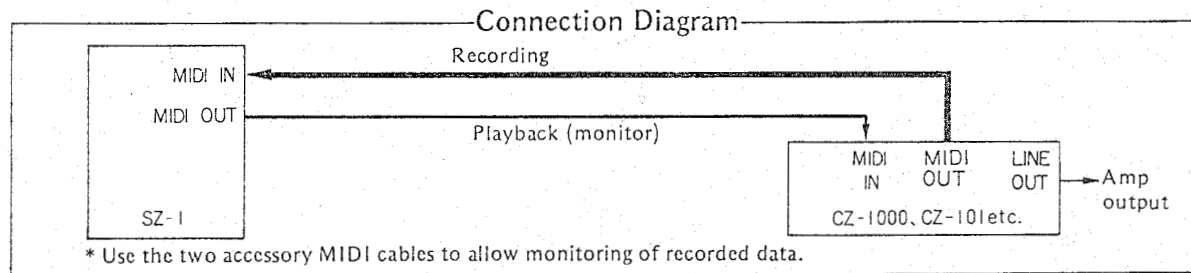 Connection Diagram
Recording
MIDI IN
MIDI OUT
Playback (monitor)
MIDI IN
MIDI OUT
LINE OUT
Amp output
SZ-1
CZ-1000、CZ-101etc.
* Use the two accessory MIDI cables to allow monitoring of recorded data.